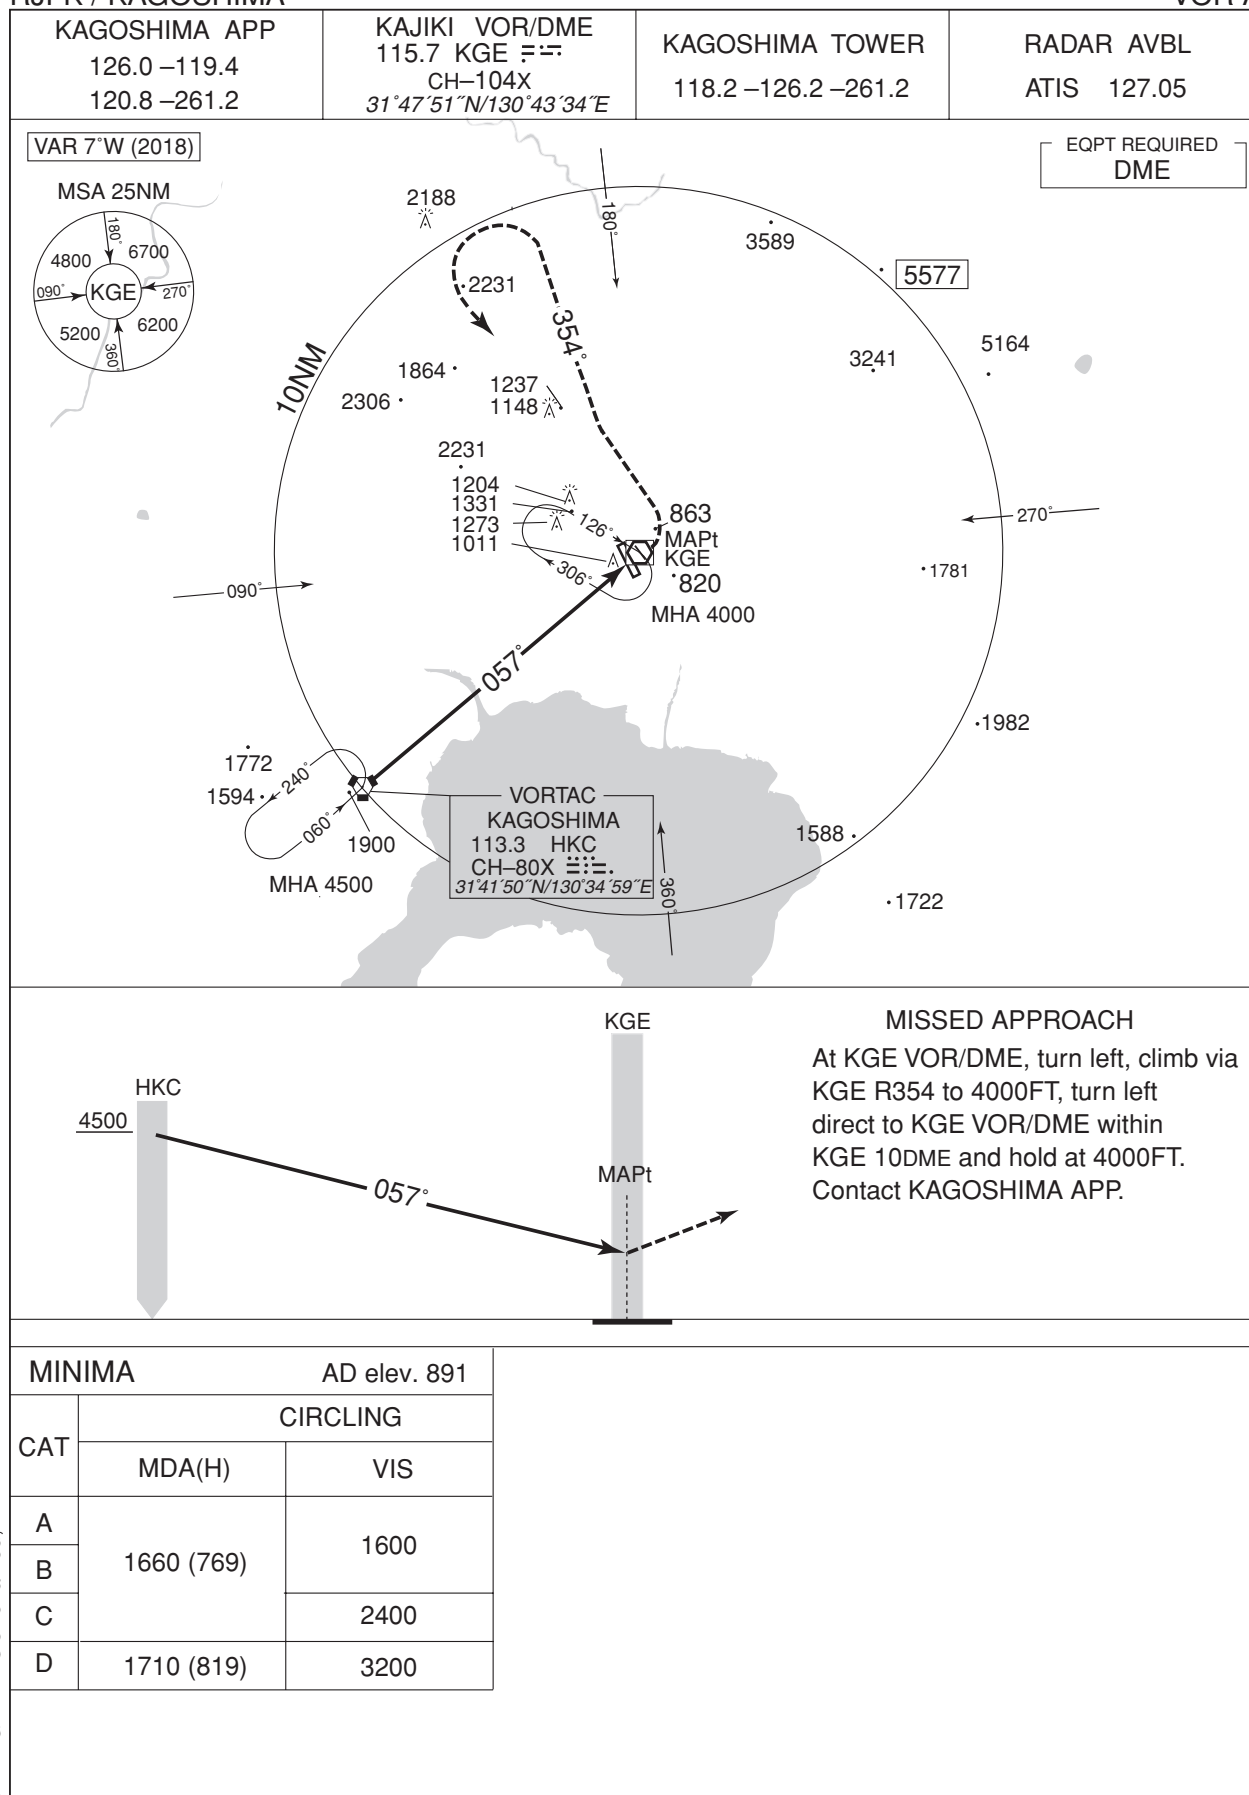 KAGOSHIMA APP
126.0 –119.4
120.8 –261.2
KAJIKI VOR/DME
115.7 KGE
CH–104X
31°47´51˝N/130°43´34˝E
KAGOSHIMA TOWER
118.2 –126.2 –261.2
RADAR AVBL
ATIS 127.05
VAR 7°W (2018)
EQPT REQUIRED
DME
MSA 25NM
180°
4800
6700
090°
KGE
270°
5200
6200
360°
2188
180°
3589
5577
2231
354°
10NM
3241
5164
1864
2306
1237
1148
2231
1204
1331
1273
1011
126°
306°
863
MAPt
KGE
820
MHA 4000
270°
1781
090°
057°
1982
1772
1594
240°
060°
1900
MHA 4500
VORTAC
KAGOSHIMA
113.3 HKC
CH–80X
31°41´50˝N/130°34´59˝E
360°
1588
1722
KGE
HKC
4500
057°
MAPt
MISSED APPROACH
At KGE VOR/DME, turn left, climb via
KGE R354 to 4000FT, turn left
direct to KGE VOR/DME within
KGE 10DME and hold at 4000FT.
Contact KAGOSHIMA APP.
MINIMA AD elev. 891
CAT
CIRCLING
MDA(H) VIS
A
B
C
D
1660 (769)
1600
2400
1710 (819)
3200